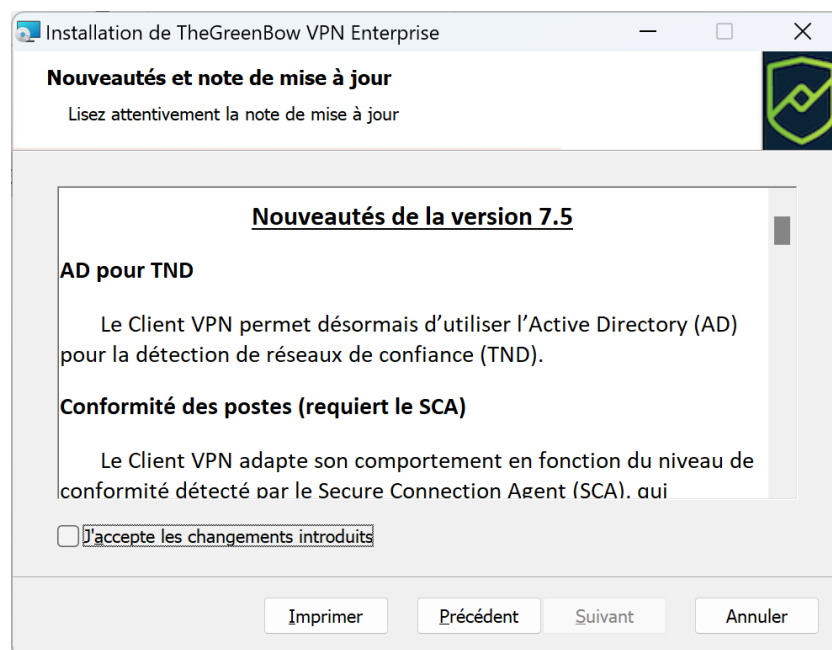 Installation de TheGreenBow VPN Enterprise
Nouveautés et note de mise à jour
Lisez attentivement la note de mise à jour
Nouveautés de la version 7.5
AD pour TND
Le Client VPN permet désormais d’utiliser l’Active Directory (AD)
pour la détection de réseaux de confiance (TND).
Conformité des postes (requiert le SCA)
Le Client VPN adapte son comportement en fonction du niveau de
conformité détecté par le Secure Connection Agent (SCA), qui
J'accepte les changements introduits
Imprimer
Précédent
Suivant
Annuler